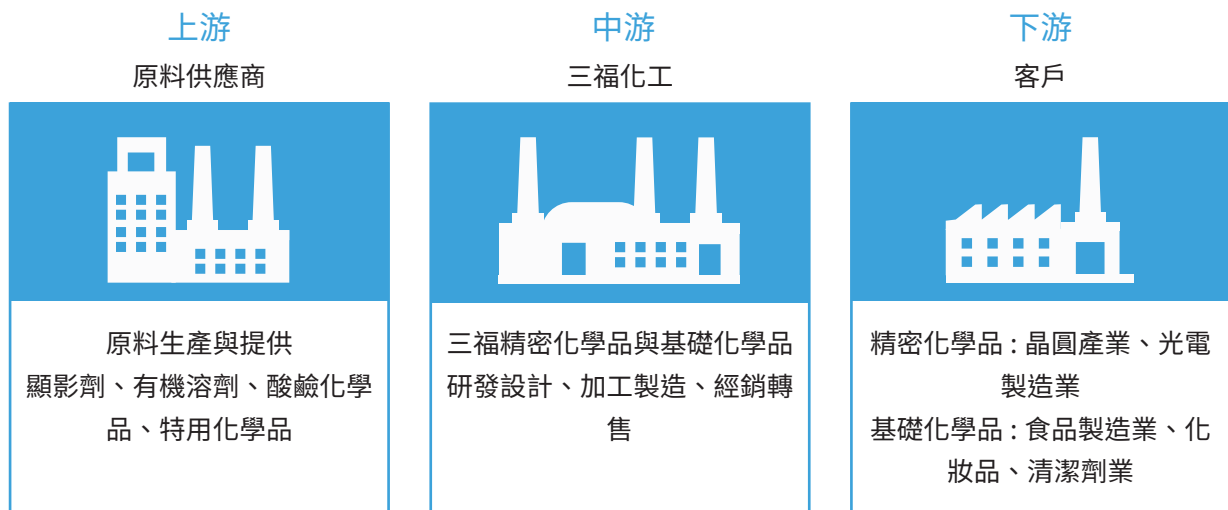 上游
原料供應商
原料生產與提供
顯影劑、有機溶劑、酸鹼化學
品、特用化學品
中游
三福化工
三福精密化學品與基礎化學品
研發設計、加工製造、經銷轉
售
下游
客戶
精密化學品 : 晶圓產業、光電
製造業
基礎化學品 : 食品製造業、化
妝品、清潔劑業